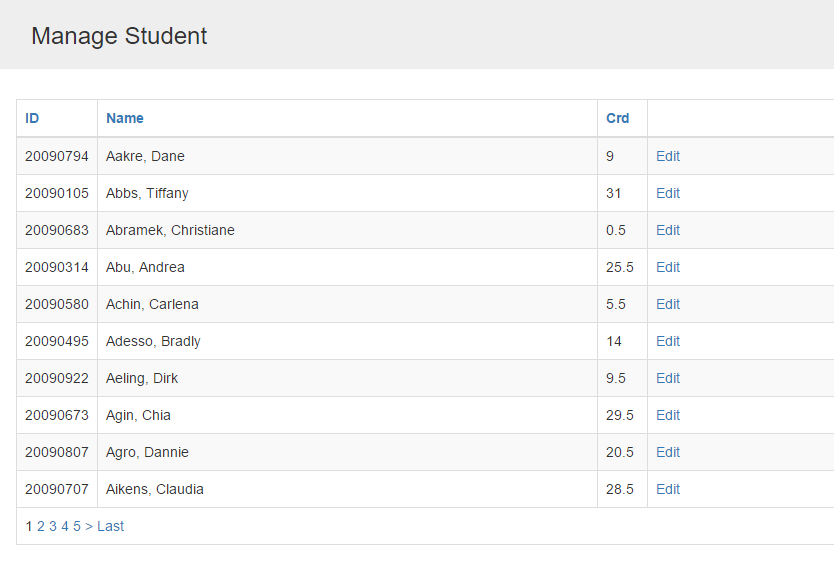 Manage Student
ID Name Crd
20090794 Aakre, Dane 9 Edit
20090105 Abbs, Tiffany 31 Edit
20090683 Abramek, Christiane 0.5 Edit
20090314 Abu, Andrea 25.5 Edit
20090580 Achin, Carlena 5.5 Edit
20090495 Adesso, Bradly 14 Edit
20090922 Aeling, Dirk 9.5 Edit
20090673 Agin, Chia 29.5 Edit
20090807 Agro, Dannie 20.5 Edit
20090707 Aikens, Claudia 28.5 Edit
1 2 3 4 5 > Last